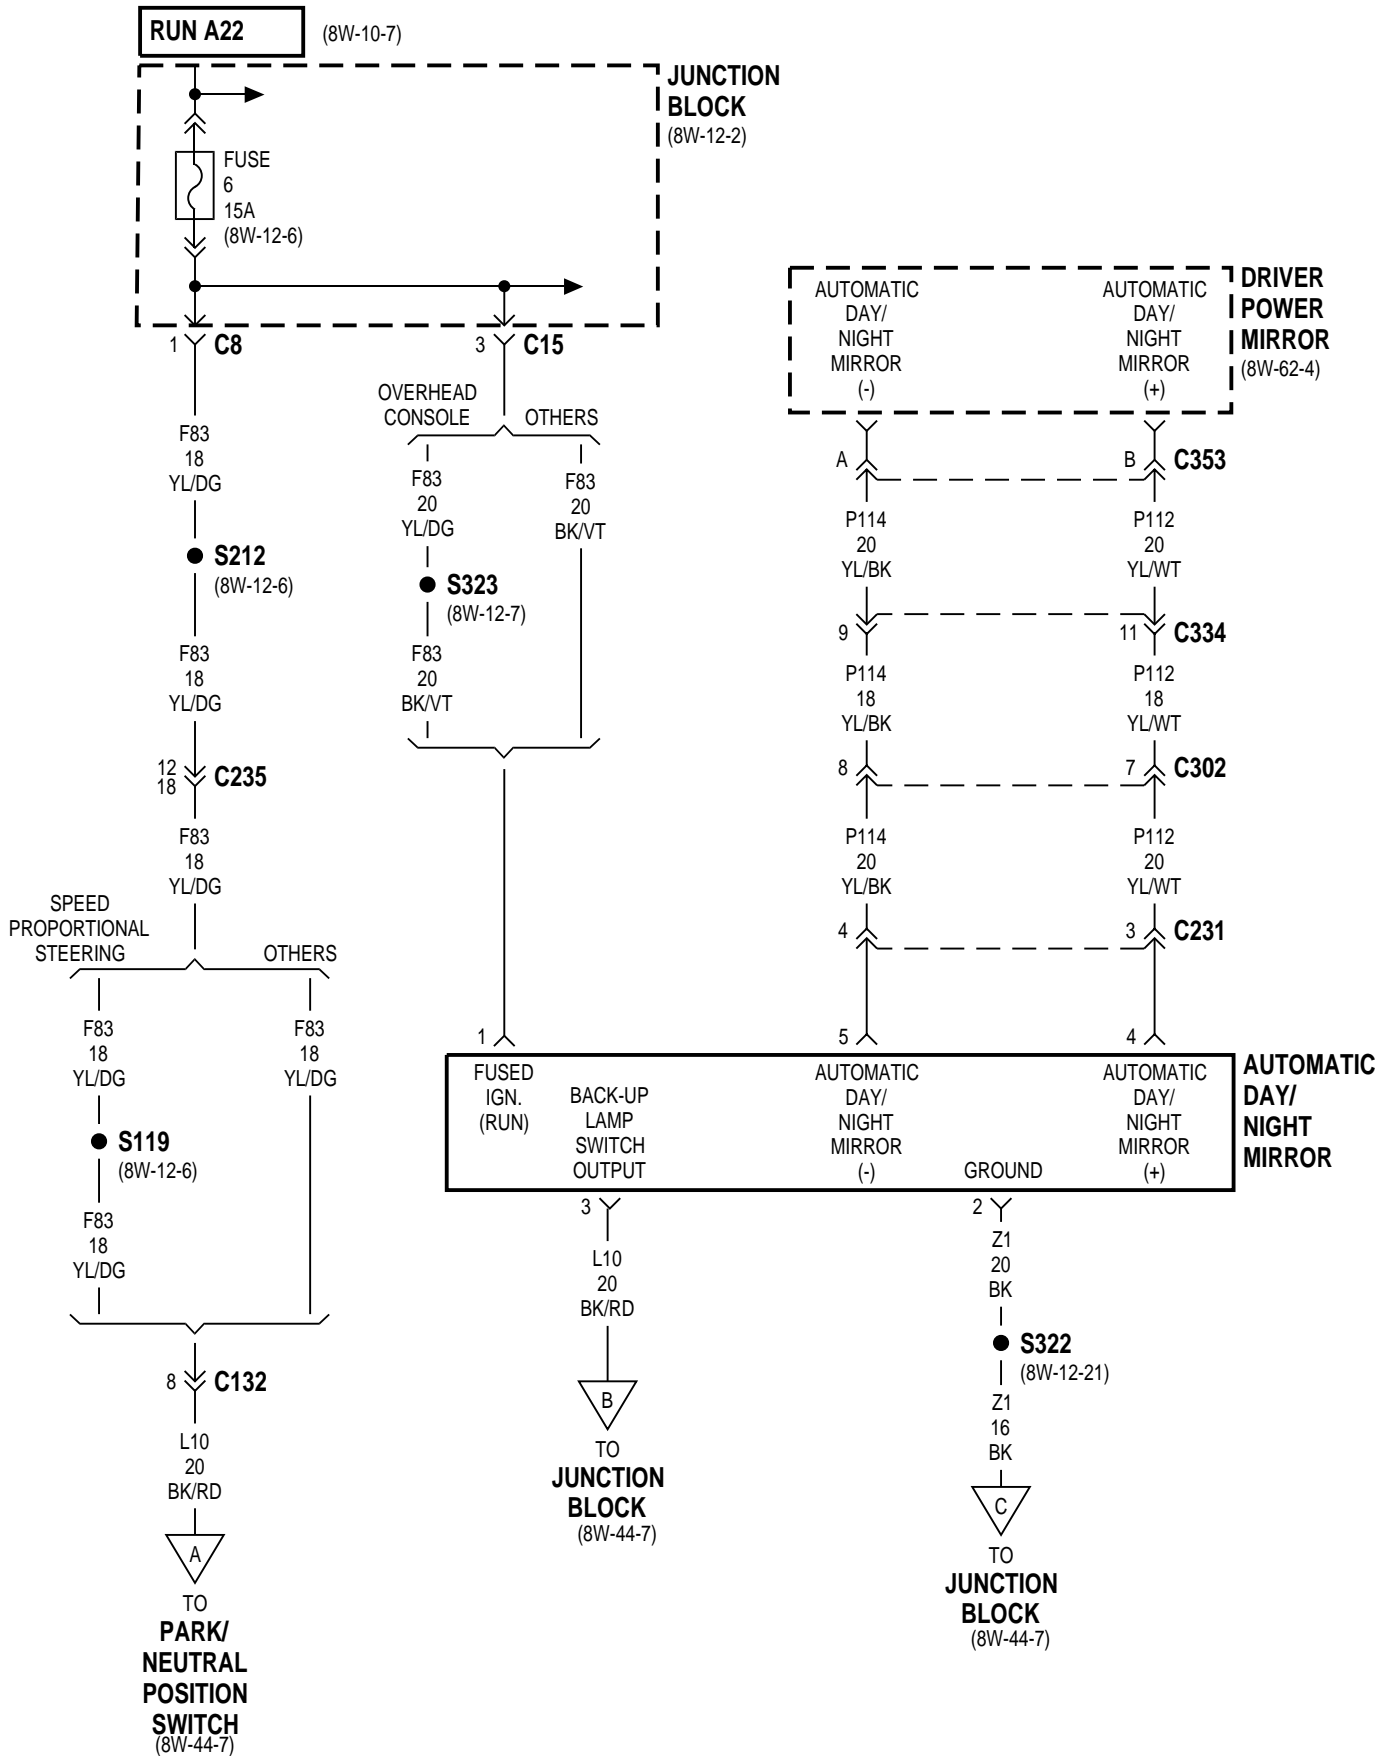 RUN A22
(8W-10-7)
JUNCTION
BLOCK
(8W-12-2)
FUSE
6
15A
(8W-12-6)
1
C8
3
C15
F83
18
YL/DG
S212
(8W-12-6)
F83
18
YL/DG
12
18
C235
F83
18
YL/DG
SPEED
PROPORTIONAL
STEERING
OTHERS
F83
18
YL/DG
S119
(8W-12-6)
F83
18
YL/DG
F83
18
YL/DG
8
C132
L10
20
BK/RD
A
TO
PARK/
NEUTRAL
POSITION
SWITCH
(8W-44-7)
OVERHEAD
CONSOLE
OTHERS
F83
20
YL/DG
S323
(8W-12-7)
F83
20
BK/VT
F83
20
BK/VT
DRIVER
POWER
MIRROR
(8W-62-4)
AUTOMATIC
DAY/
NIGHT
MIRROR
(-)
AUTOMATIC
DAY/
NIGHT
MIRROR
(+)
A
B
C353
P114
20
YL/BK
P112
20
YL/WT
9
11
C334
P114
18
YL/BK
P112
18
YL/WT
8
7
C302
P114
20
YL/BK
P112
20
YL/WT
4
3
C231
1
5
4
FUSED
IGN.
(RUN)
BACK-UP
LAMP
SWITCH
OUTPUT
AUTOMATIC
DAY/
NIGHT
MIRROR
(-)
GROUND
AUTOMATIC
DAY/
NIGHT
MIRROR
(+)
AUTOMATIC
DAY/
NIGHT
MIRROR
3
L10
20
BK/RD
B
TO
JUNCTION
BLOCK
(8W-44-7)
2
Z1
20
BK
S322
(8W-12-21)
Z1
16
BK
C
TO
JUNCTION
BLOCK
(8W-44-7)